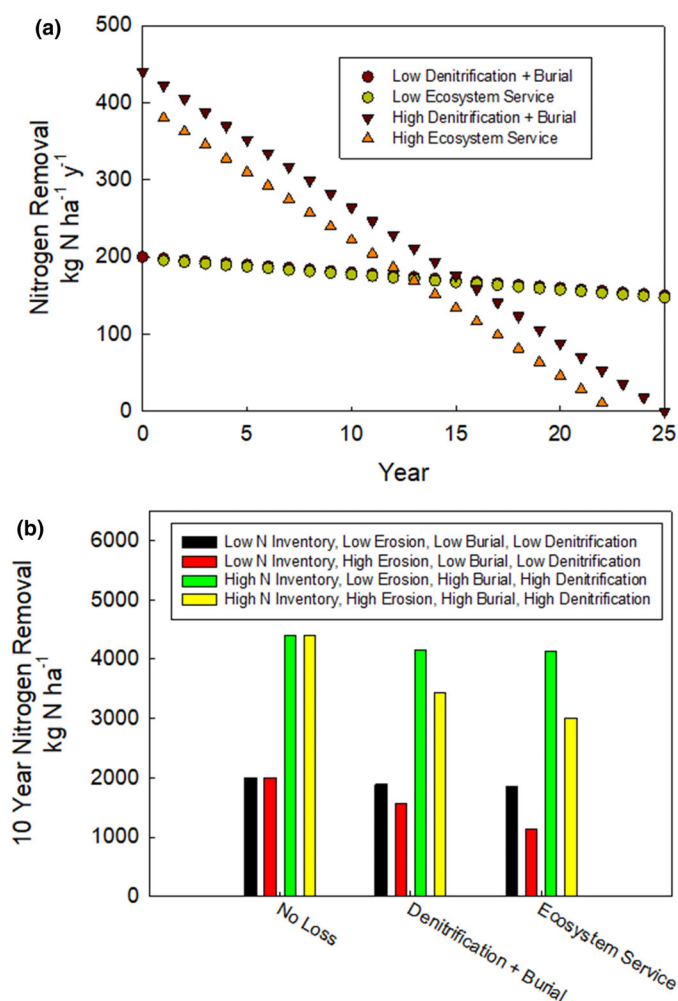 (a)
500
400
300
200
100
0
Nitrogen Removal
kg N ha⁻¹ y⁻¹
Low Denitrification + Burial
Low Ecosystem Service
High Denitrification + Burial
High Ecosystem Service
0 5 10 15 20 25
Year
(b)
6000
5000
4000
3000
2000
1000
0
10 Year Nitrogen Removal
kg N ha⁻¹
Low N Inventory, Low Erosion, Low Burial, Low Denitrification
Low N Inventory, High Erosion, Low Burial, Low Denitrification
High N Inventory, Low Erosion, High Burial, High Denitrification
High N Inventory, High Erosion, High Burial, High Denitrification
No Loss
Denitrification + Burial
Ecosystem Service